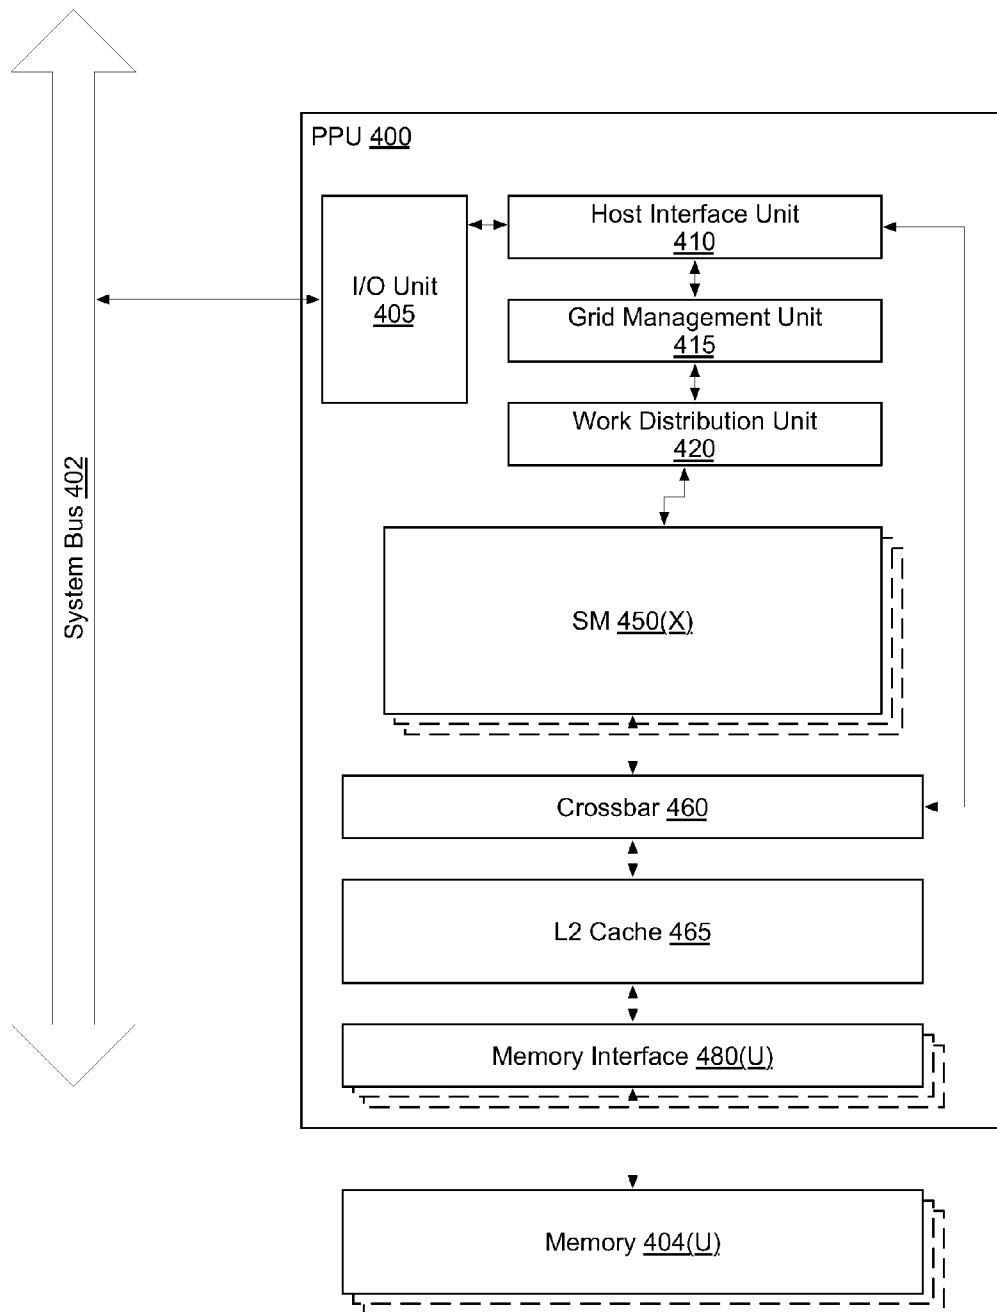 PPU 400
Host Interface Unit
410
I/O Unit
405
Grid Management Unit
415
Work Distribution Unit
420
System Bus 402
SM 450(X)
Crossbar 460
L2 Cache 465
Memory Interface 480(U)
Memory 404(U)